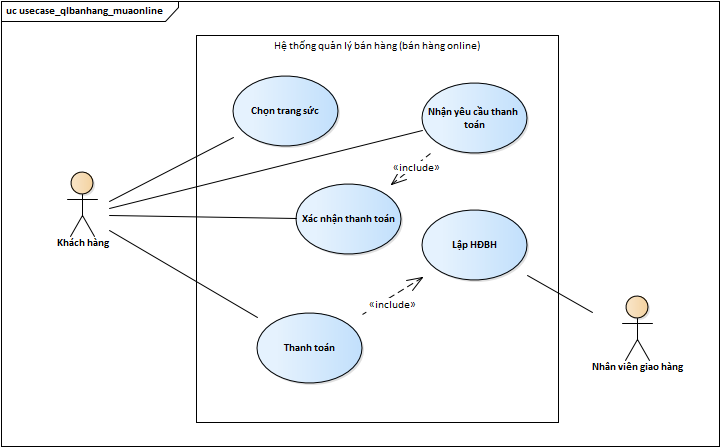 uc usecase_qlbanhang_muaonline
Hệ thống quản lý bán hàng (bán hàng online)
Chọn trang sức
Nhận yêu cầu thanh
toán
«include»
Xác nhận thanh toán
Khách hàng
Lập HĐBH
«include»
Thanh toán
Nhân viên giao hàng